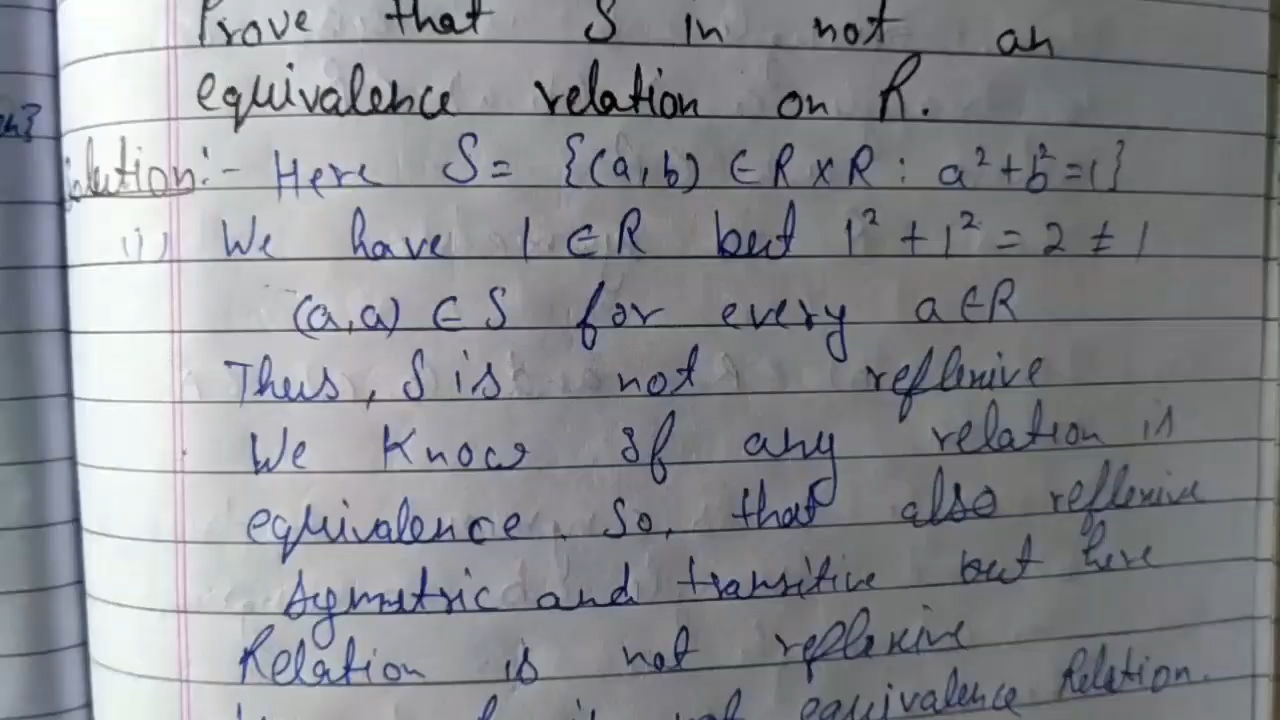 Prove that S in not an
equivalence relation on R.
Solution:- Here S= {(a,b) ∈ R×R : a²+b²=1}
(i) We have 1 ∈ R but 1² + 1² = 2 ≠ 1
(a,a) ∈ S for every a∈R
Thus, S is not reflexive
We know If any relation is
equivalence. So, that also reflexive
Symmetric and transitive but here
Relation is not reflexive
equivalence Relation.